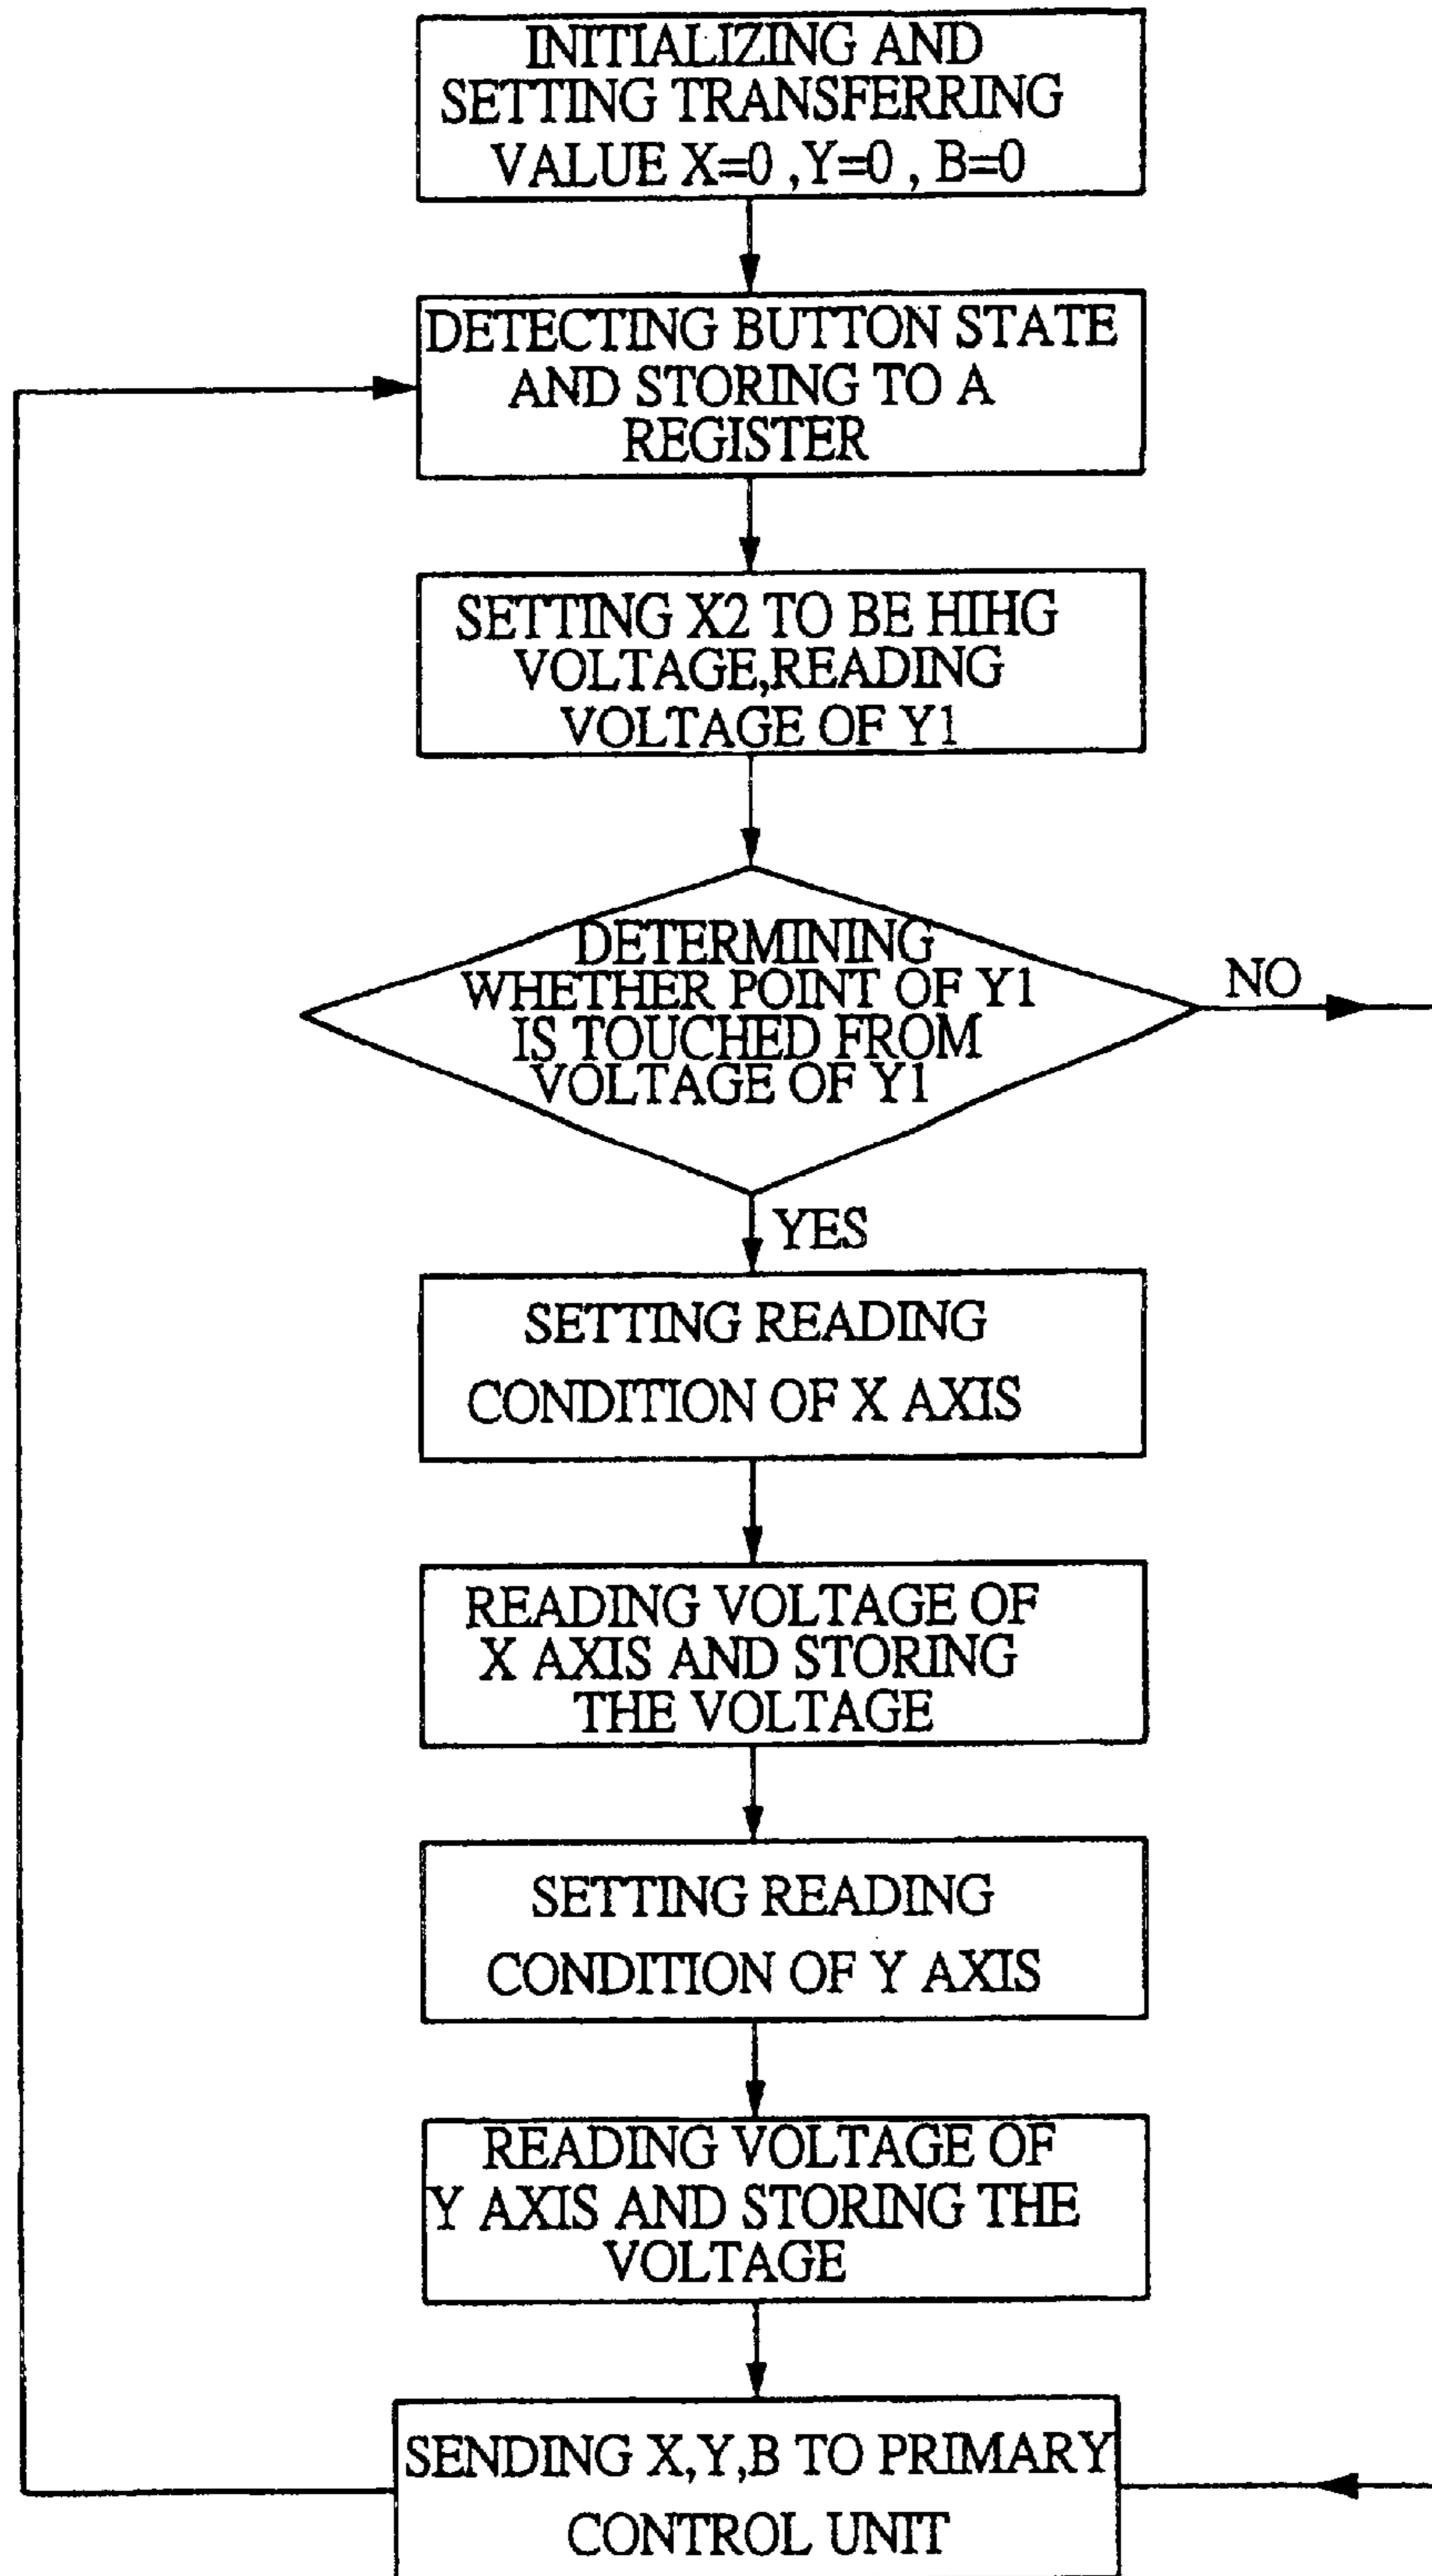 INITIALIZING AND
SETTING TRANSFERRING
VALUE X=0 ,Y=0 , B=0
DETECTING BUTTON STATE
AND STORING TO A
REGISTER
SETTING X2 TO BE HIHG
VOLTAGE,READING
VOLTAGE OF Y1
DETERMINING
WHETHER POINT OF Y1
IS TOUCHED FROM
VOLTAGE OF Y1
NO
YES
SETTING READING
CONDITION OF X AXIS
READING VOLTAGE OF
X AXIS AND STORING
THE VOLTAGE
SETTING READING
CONDITION OF Y AXIS
READING VOLTAGE OF
Y AXIS AND STORING THE
VOLTAGE
SENDING X,Y,B TO PRIMARY
CONTROL UNIT